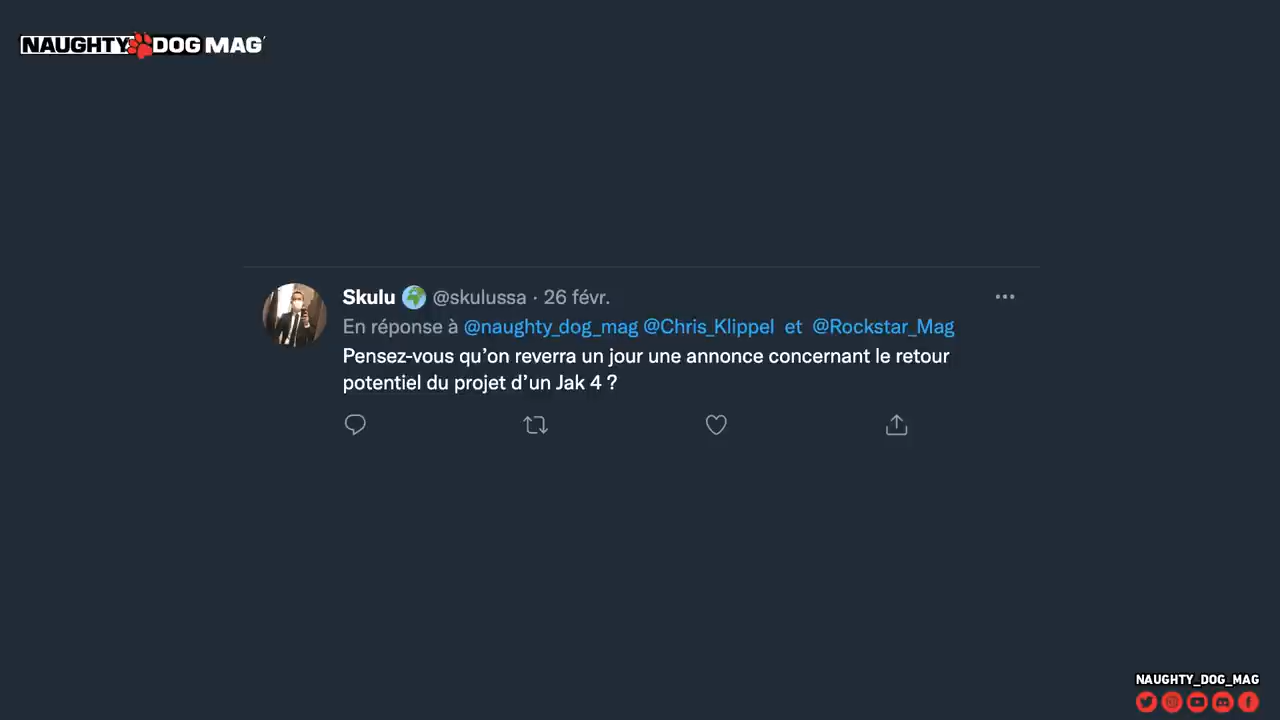 NAUGHTY DOG MAG
Skulu @skulussa · 26 févr.
En réponse à @naughty_dog_mag @Chris_Klippel et @Rockstar_Mag
Pensez-vous qu’on reverra un jour une annonce concernant le retour
potentiel du projet d’un Jak 4 ?
NAUGHTY_DOG_MAG